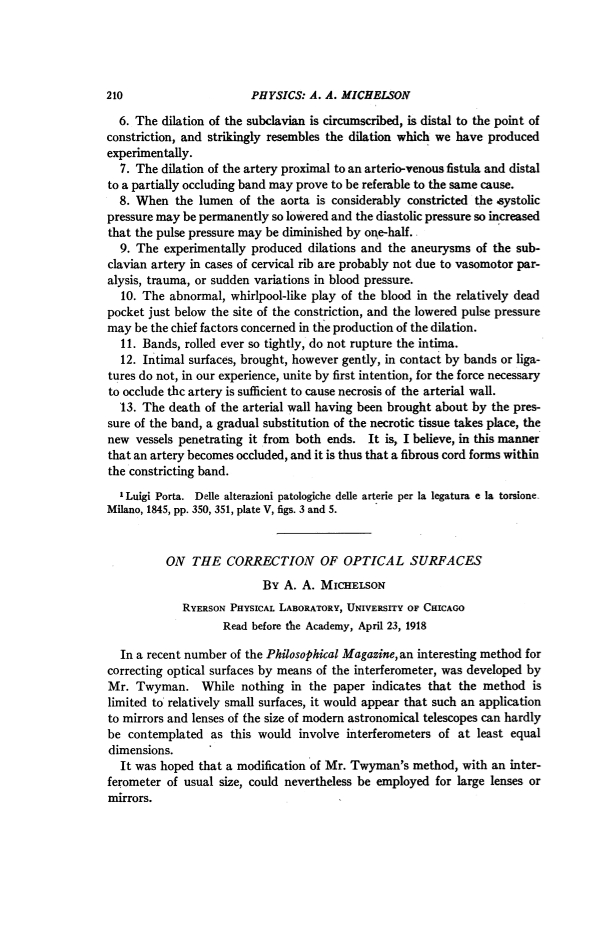 210 PHYSICS: A. A. MICHELSON
6. The dilation of the subclavian is circumscribed, is distal to the point of
constriction, and strikingly resembles the dilation which we have produced
experimentally.
7. The dilation of the artery proximal to an arterio-venous fistula and distal
to a partially occluding band may prove to be referable to the same cause.
8. When the lumen of the aorta is considerably constricted the systolic
pressure may be permanently so lowered and the diastolic pressure so increased
that the pulse pressure may be diminished by one-half.
9. The experimentally produced dilations and the aneurysms of the sub-
clavian artery in cases of cervical rib are probably not due to vasomotor par-
alysis, trauma, or sudden variations in blood pressure.
10. The abnormal, whirlpool-like play of the blood in the relatively dead
pocket just below the site of the constriction, and the lowered pulse pressure
may be the chief factors concerned in the production of the dilation.
11. Bands, rolled ever so tightly, do not rupture the intima.
12. Intimal surfaces, brought, however gently, in contact by bands or liga-
tures do not, in our experience, unite by first intention, for the force necessary
to occlude the artery is sufficient to cause necrosis of the arterial wall.
13. The death of the arterial wall having been brought about by the pres-
sure of the band, a gradual substitution of the necrotic tissue takes place, the
new vessels penetrating it from both ends. It is, I believe, in this manner
that an artery becomes occluded, and it is thus that a fibrous cord forms within
the constricting band.
¹ Luigi Porta. Delle alterazioni patologiche delle arterie per la legatura e la torsione.
Milano, 1845, pp. 350, 351, plate V, figs. 3 and 5.
ON THE CORRECTION OF OPTICAL SURFACES
BY A. A. MICHELSON
RYERSON PHYSICAL LABORATORY, UNIVERSITY OF CHICAGO
Read before the Academy, April 23, 1918
In a recent number of the Philosophical Magazine, an interesting method for
correcting optical surfaces by means of the interferometer, was developed by
Mr. Twyman. While nothing in the paper indicates that the method is
limited to relatively small surfaces, it would appear that such an application
to mirrors and lenses of the size of modern astronomical telescopes can hardly
be contemplated as this would involve interferometers of at least equal
dimensions.
It was hoped that a modification of Mr. Twyman's method, with an inter-
ferometer of usual size, could nevertheless be employed for large lenses or
mirrors.